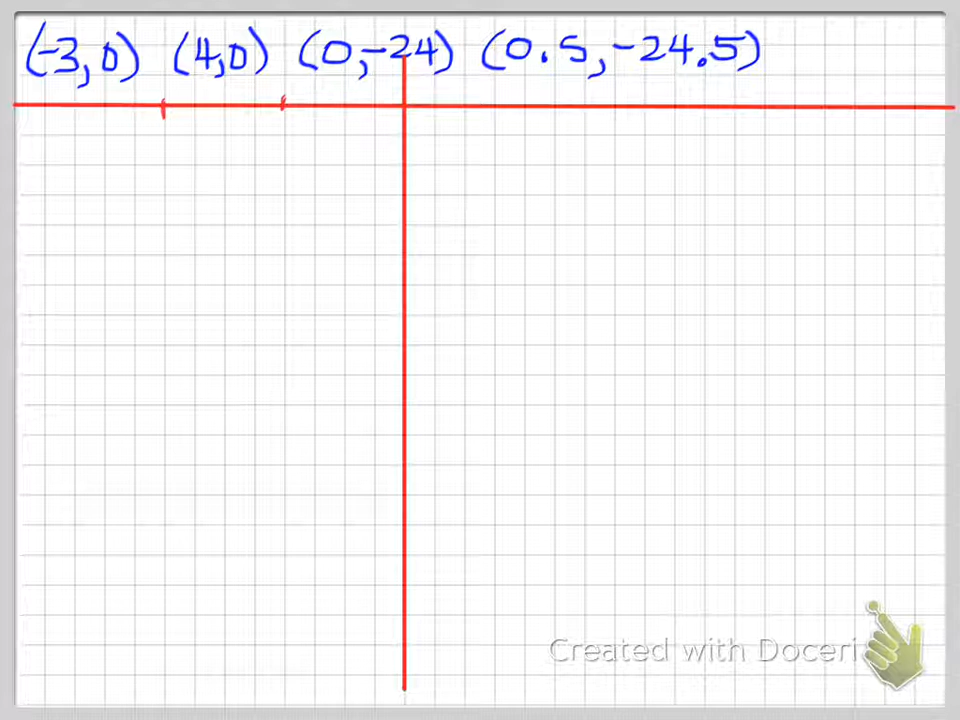 (-3,0) (4,0) (0,-24) (0.5,-24.5)
Created with Doceri